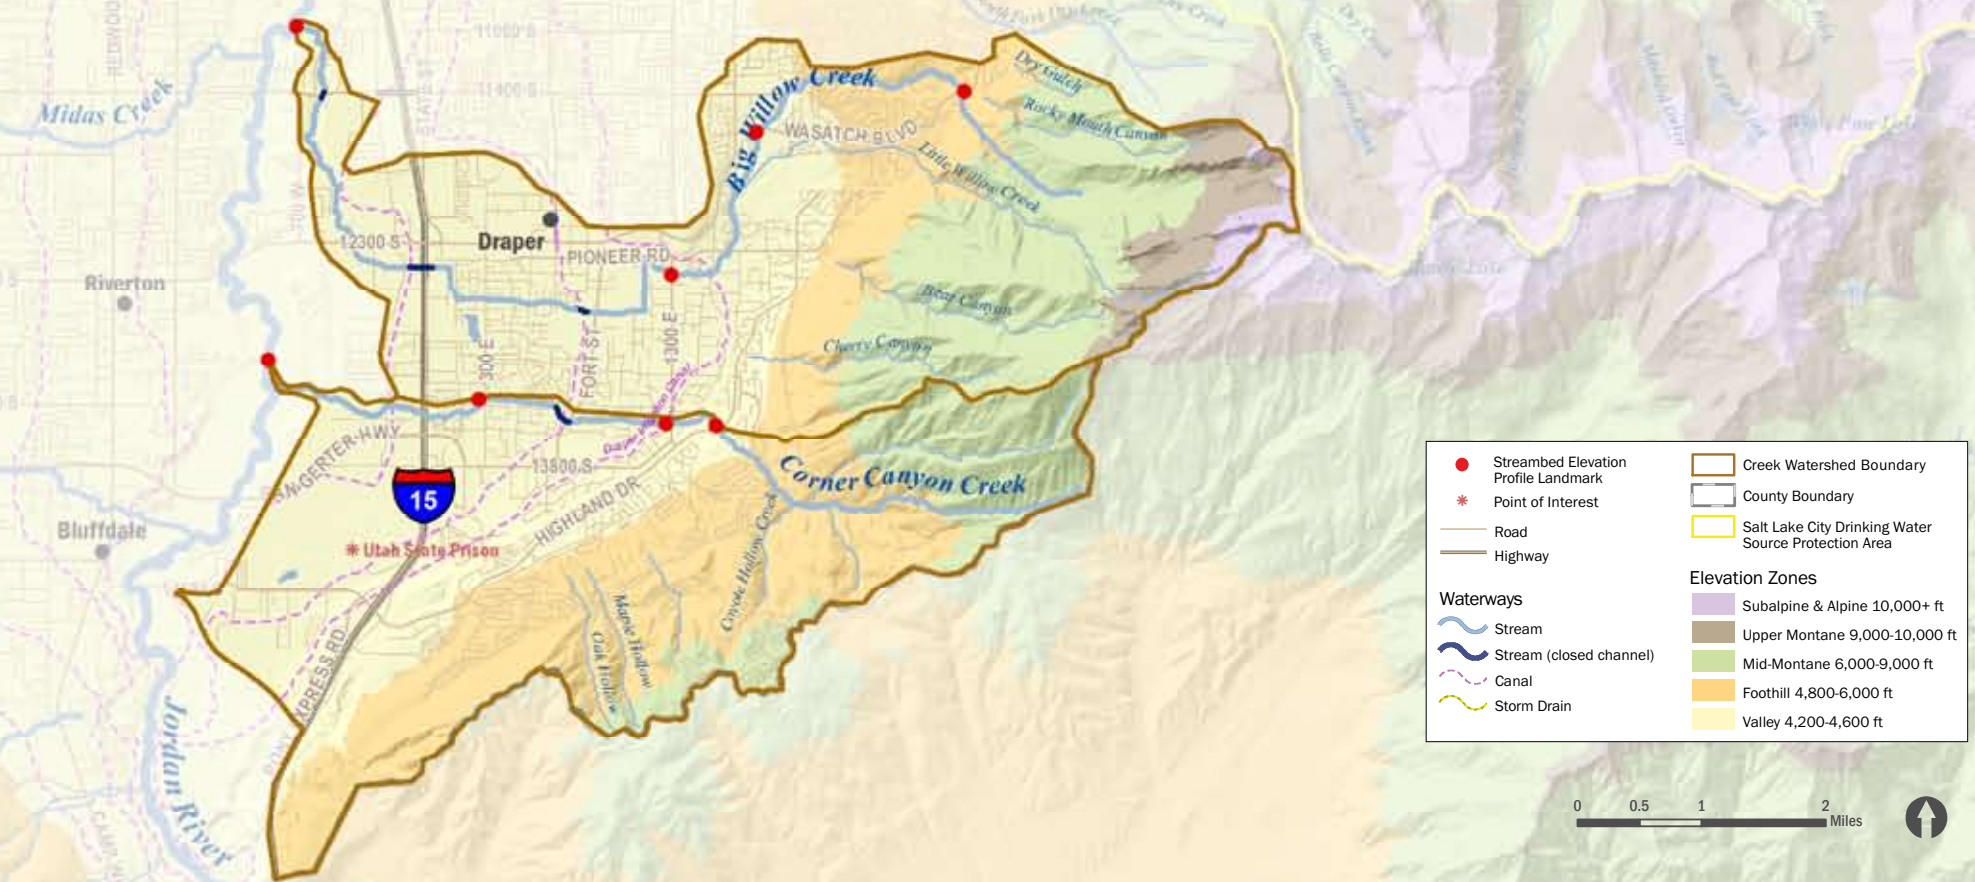 11000 S
Midas Creek
11400 S
STATE ST
Big Willow Creek
WASATCH BLVD
Dry Gulch
Rocky Mouth Canyon
Little Willow Creek
Dry Creek
12300 S
Draper
PIONEER RD
Riverton
Bear Canyon
Cherry Canyon
300 E
FORT ST
1300 E
13800 S
HIGHLAND DR
Corner Canyon Creek
15
Bluffdale
Utah State Prison
Coyote Hollow Creek
Maple Hollow
Oak Hollow
Jordan River
Streambed Elevation
Profile Landmark
Point of Interest
Road
Highway
Waterways
Stream
Stream (closed channel)
Canal
Storm Drain
Creek Watershed Boundary
County Boundary
Salt Lake City Drinking Water
Source Protection Area
Elevation Zones
Subalpine & Alpine 10,000+ ft
Upper Montane 9,000-10,000 ft
Mid-Montane 6,000-9,000 ft
Foothill 4,800-6,000 ft
Valley 4,200-4,600 ft
0 0.5 1 2
Miles